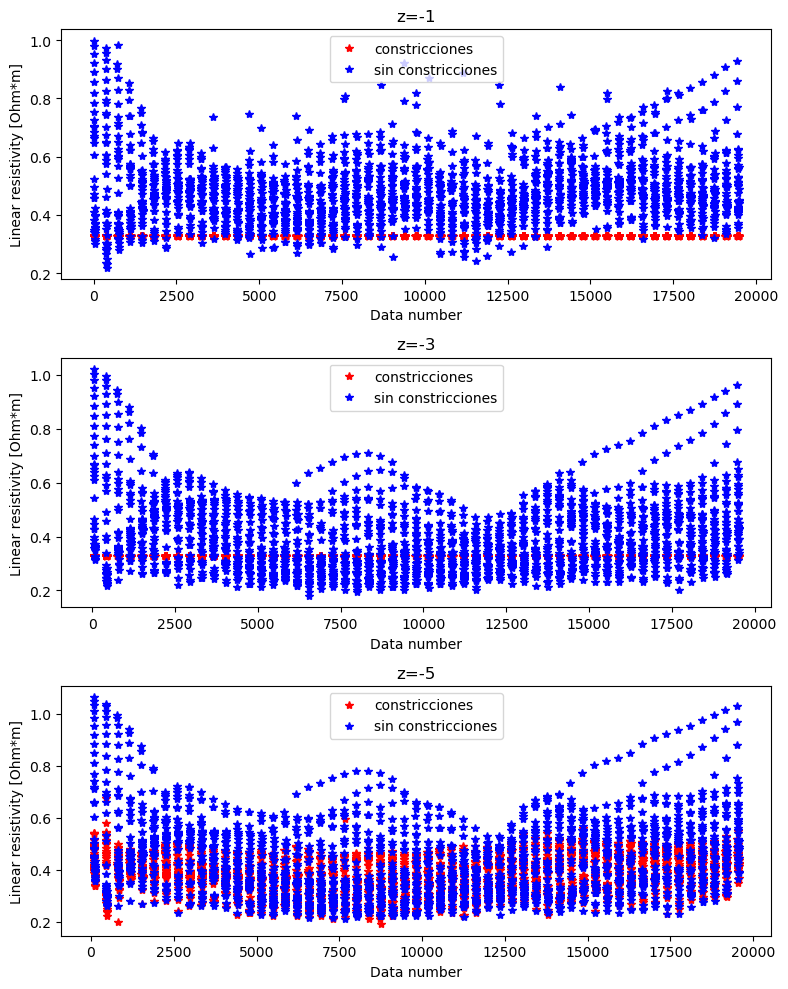 z=-1
constricciones
sin constricciones
1.0
0.8
0.6
0.4
0.2
Linear resistivity [Ohm*m]
0 2500 5000 7500 10000 12500 15000 17500 20000
Data number
z=-3
constricciones
sin constricciones
1.0
0.8
0.6
0.4
0.2
Linear resistivity [Ohm*m]
0 2500 5000 7500 10000 12500 15000 17500 20000
Data number
z=-5
constricciones
sin constricciones
1.0
0.8
0.6
0.4
0.2
Linear resistivity [Ohm*m]
0 2500 5000 7500 10000 12500 15000 17500 20000
Data number